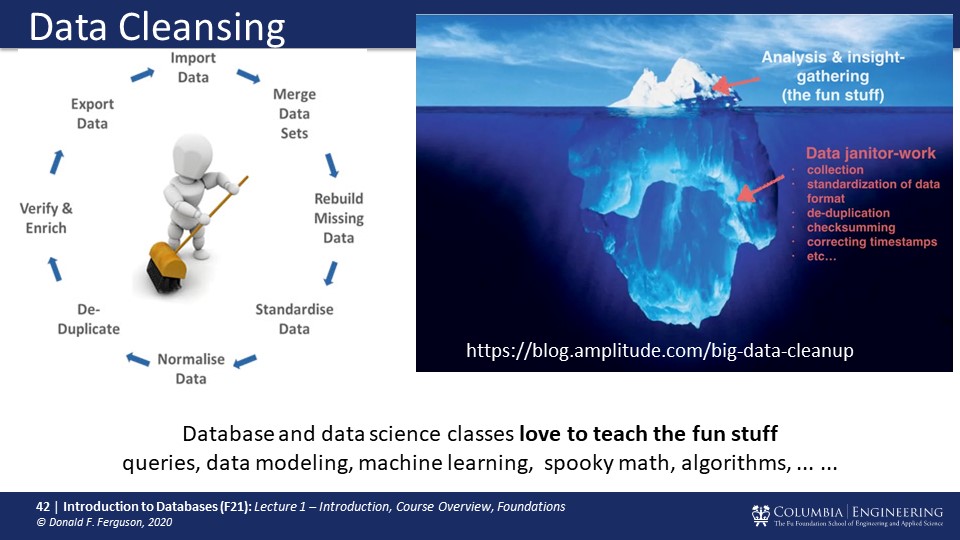 Data Cleansing
Import
Data
Merge
Data
Sets
Rebuild
Missing
Data
Standardise
Data
Normalise
Data
De-
Duplicate
Verify &
Enrich
Export
Data
Analysis & insight-
gathering
(the fun stuff)
Data janitor-work
· collection
· standardization of data
format
· de-duplication
· checksumming
· correcting timestamps
· etc…
https://blog.amplitude.com/big-data-cleanup
Database and data science classes love to teach the fun stuff
queries, data modeling, machine learning, spooky math, algorithms, ... ...
42 | Introduction to Databases (F21): Lecture 1 – Introduction, Course Overview, Foundations
© Donald F. Ferguson, 2020
COLUMBIA | ENGINEERING
The Fu Foundation School of Engineering and Applied Science